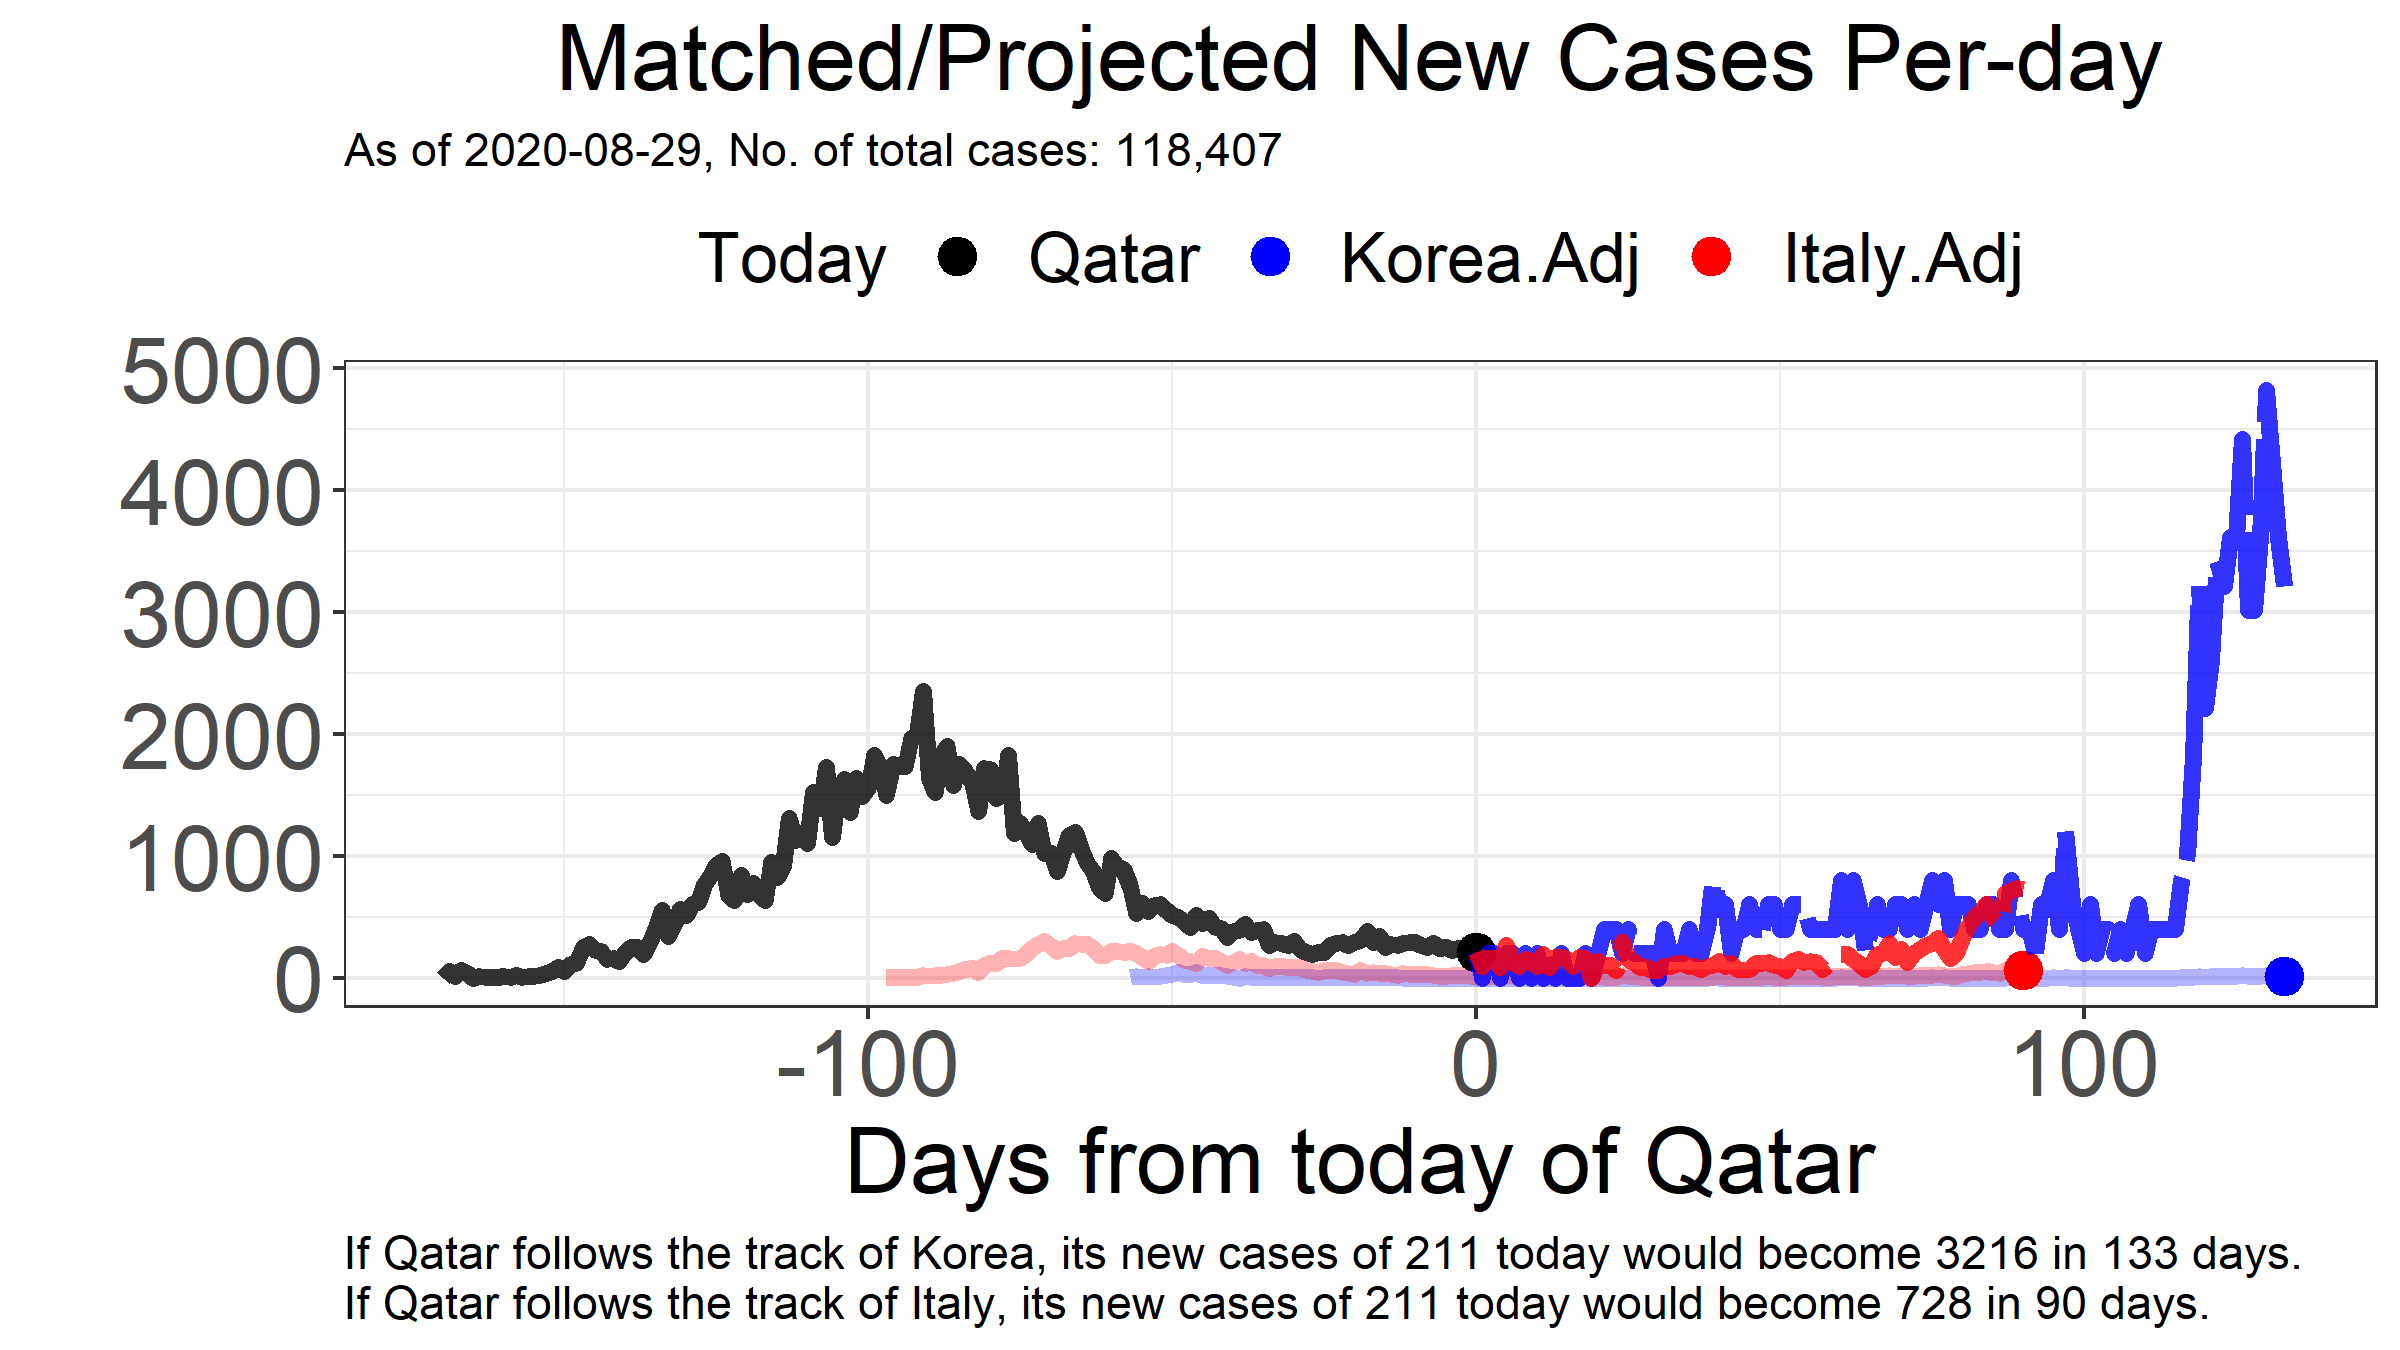 Matched/Projected New Cases Per-day
As of 2020-08-29, No. of total cases: 118,407
Today Qatar Korea.Adj Italy.Adj
5000
4000
3000
2000
1000
0
-100 0 100
Days from today of Qatar
If Qatar follows the track of Korea, its new cases of 211 today would become 3216 in 133 days.
If Qatar follows the track of Italy, its new cases of 211 today would become 728 in 90 days.